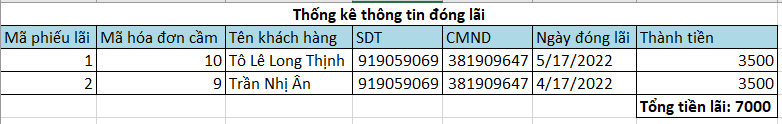 Thống kê thông tin đóng lãi
Mã phiếu lãi Mã hóa đơn cầm Tên khách hàng SDT CMND Ngày đóng lãi Thành tiền
1 10 Tô Lê Long Thịnh 919059069 381909647 5/17/2022 3500
2 9 Trần Nhị Ân 919059069 381909647 4/17/2022 3500
Tổng tiền lãi: 7000